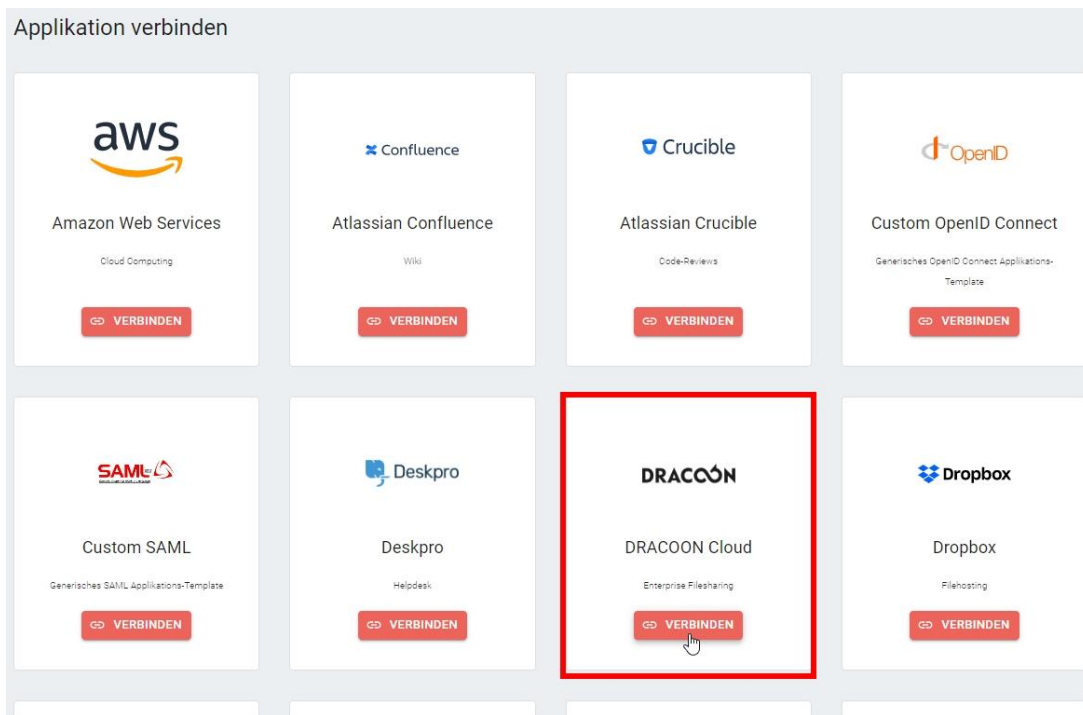 Applikation verbinden
aws
Confluence
Crucible
OpenID
Amazon Web Services
Atlassian Confluence
Atlassian Crucible
Custom OpenID Connect
Cloud Computing
Wiki
Code-Reviews
Generisches OpenID Connect Applikations-
Template
VERBINDEN
VERBINDEN
VERBINDEN
VERBINDEN
SAML
Deskpro
DRACOON
Dropbox
Custom SAML
Deskpro
DRACOON Cloud
Dropbox
Generisches SAML Applikations-Template
Helpdesk
Enterprise Filesharing
Filehosting
VERBINDEN
VERBINDEN
VERBINDEN
VERBINDEN